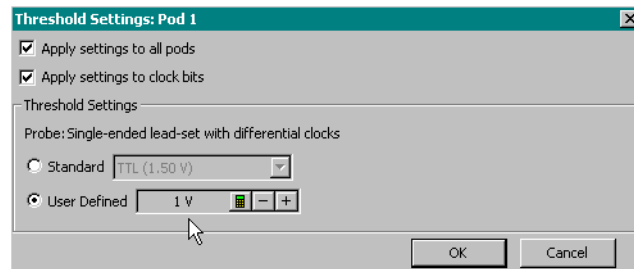 Threshold Settings: Pod 1
Apply settings to all pods
Apply settings to clock bits
Threshold Settings
Probe: Single-ended lead-set with differential clocks
Standard TTL (1.50 V)
User Defined 1 V - +
OK Cancel